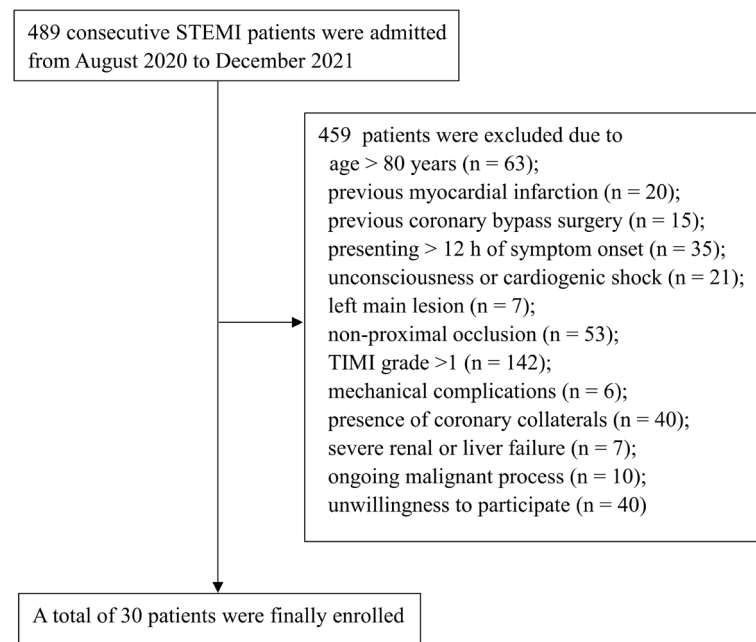 489 consecutive STEMI patients were admitted
from August 2020 to December 2021
459 patients were excluded due to
age > 80 years (n = 63);
previous myocardial infarction (n = 20);
previous coronary bypass surgery (n = 15);
presenting > 12 h of symptom onset (n = 35);
unconsciousness or cardiogenic shock (n = 21);
left main lesion (n = 7);
non-proximal occlusion (n = 53);
TIMI grade >1 (n = 142);
mechanical complications (n = 6);
presence of coronary collaterals (n = 40);
severe renal or liver failure (n = 7);
ongoing malignant process (n = 10);
unwillingness to participate (n = 40)
A total of 30 patients were finally enrolled